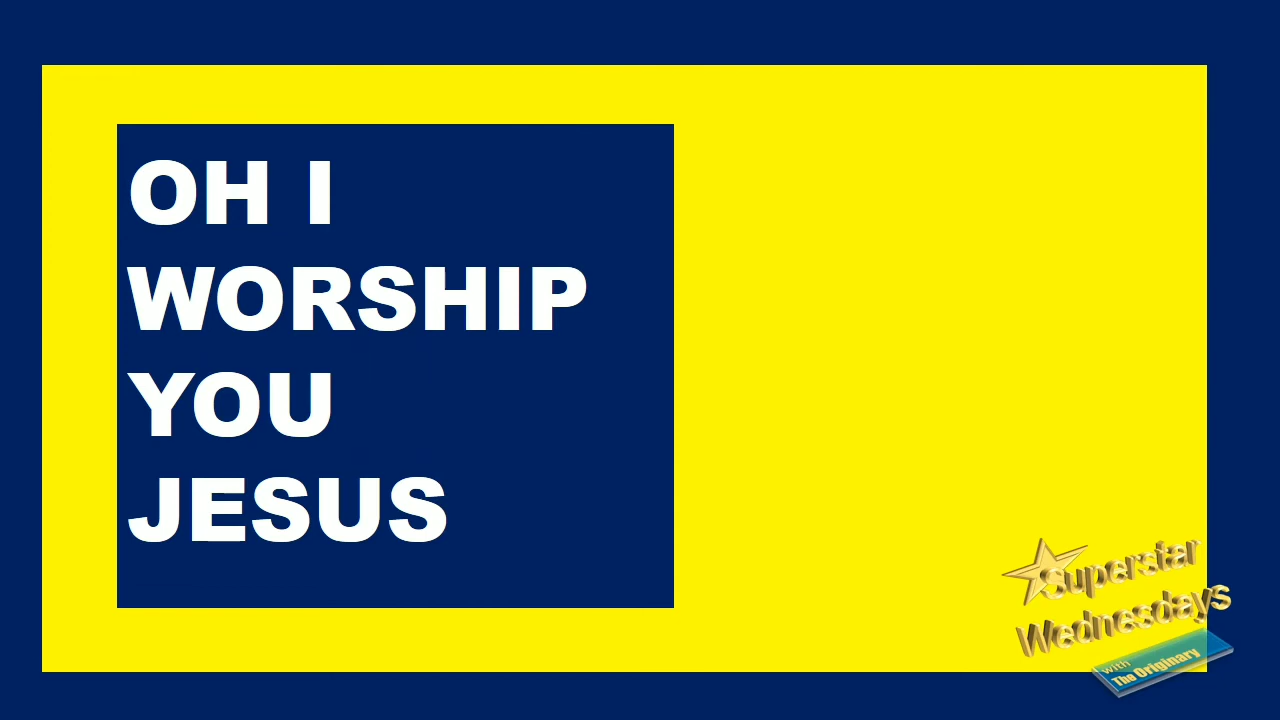 OH I
WORSHIP
YOU
JESUS
Superstar
Wednesdays
with
The Originary